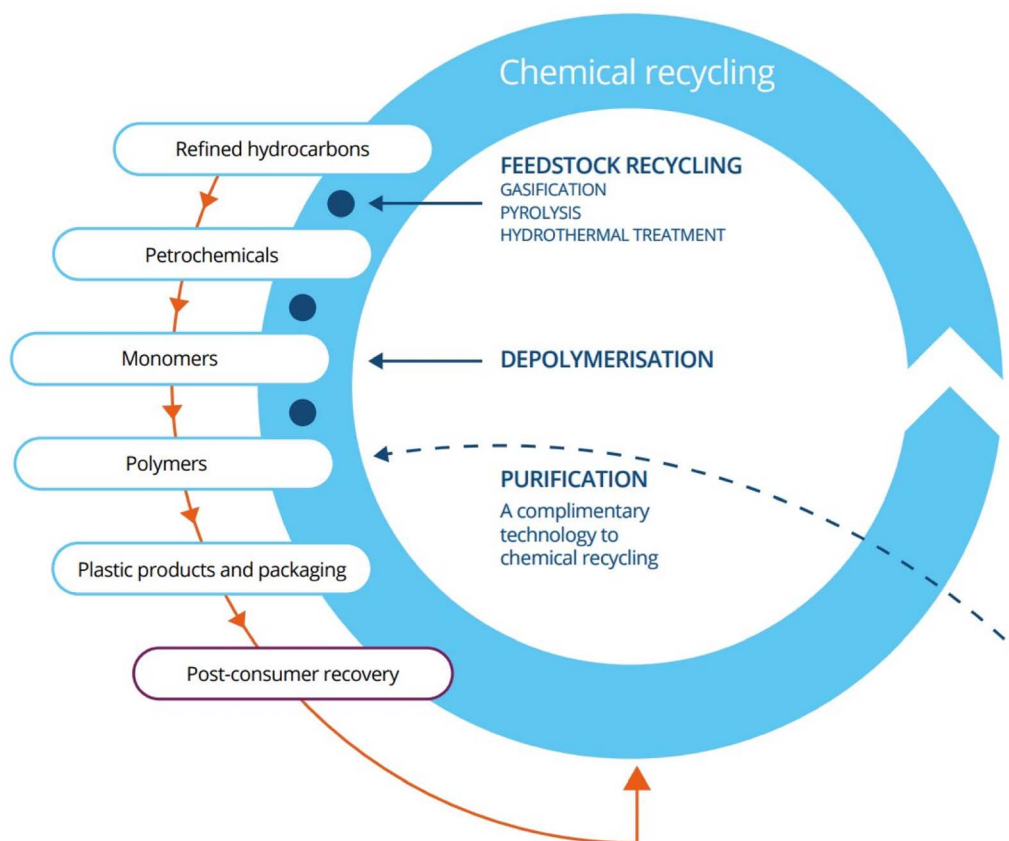 Chemical recycling
Refined hydrocarbons
FEEDSTOCK RECYCLING
GASIFICATION
PYROLYSIS
HYDROTHERMAL TREATMENT
Petrochemicals
Monomers
DEPOLYMERISATION
Polymers
PURIFICATION
A complimentary
technology to
chemical recycling
Plastic products and packaging
Post-consumer recovery